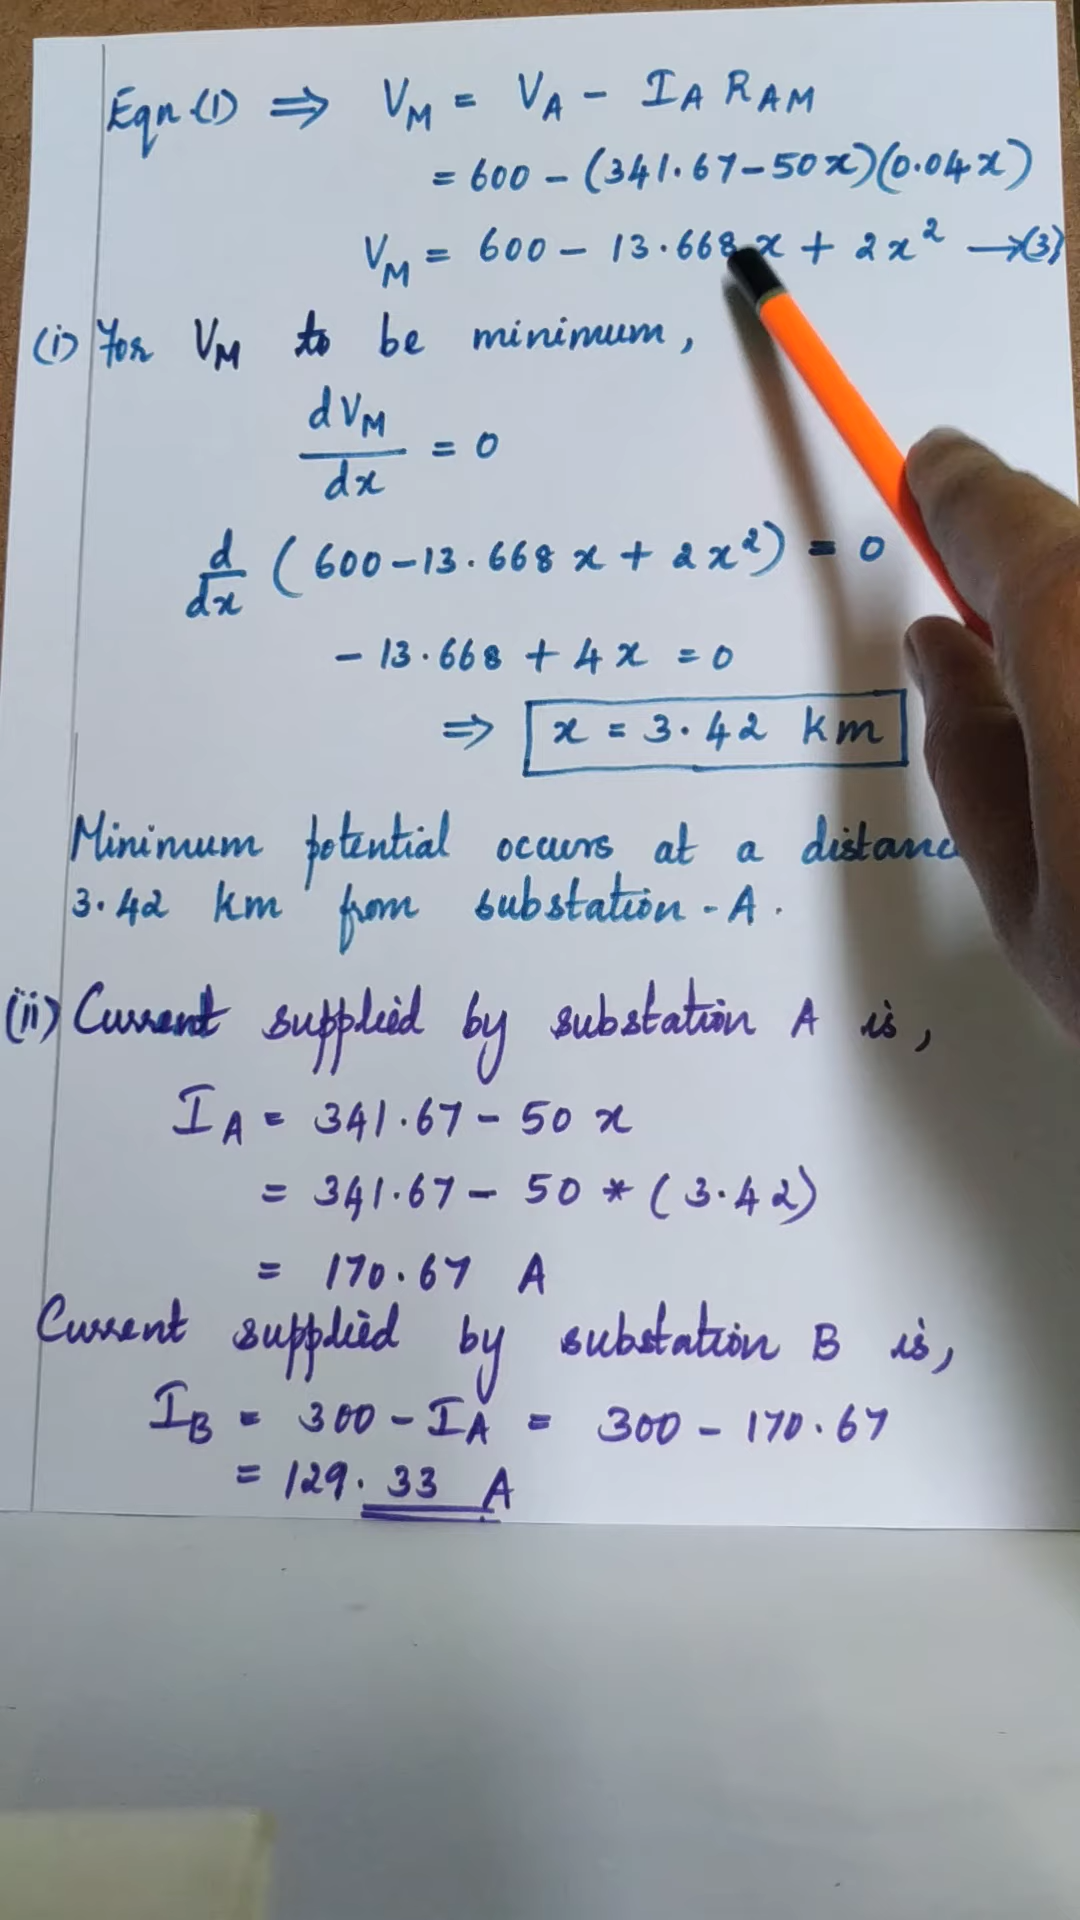 Eqn (1) ⇒ V_M = V_A - I_A R_AM
= 600 - (341.67 - 50x)(0.04x)
V_M = 600 - 13.668x + 2x² → (3)
(i) For V_M to be minimum,
dV_M/dx = 0
d/dx (600 - 13.668x + 2x²) = 0
- 13.668 + 4x = 0
⇒ x = 3.42 km
Minimum potential occurs at a
3.42 km from substation-A.
(ii) Current supplied by substation A is,
I_A = 341.67 - 50x
= 341.67 - 50 * (3.42)
= 170.67 A
Current supplied by substation B is,
I_B = 300 - I_A = 300 - 170.67
= 129.33 A